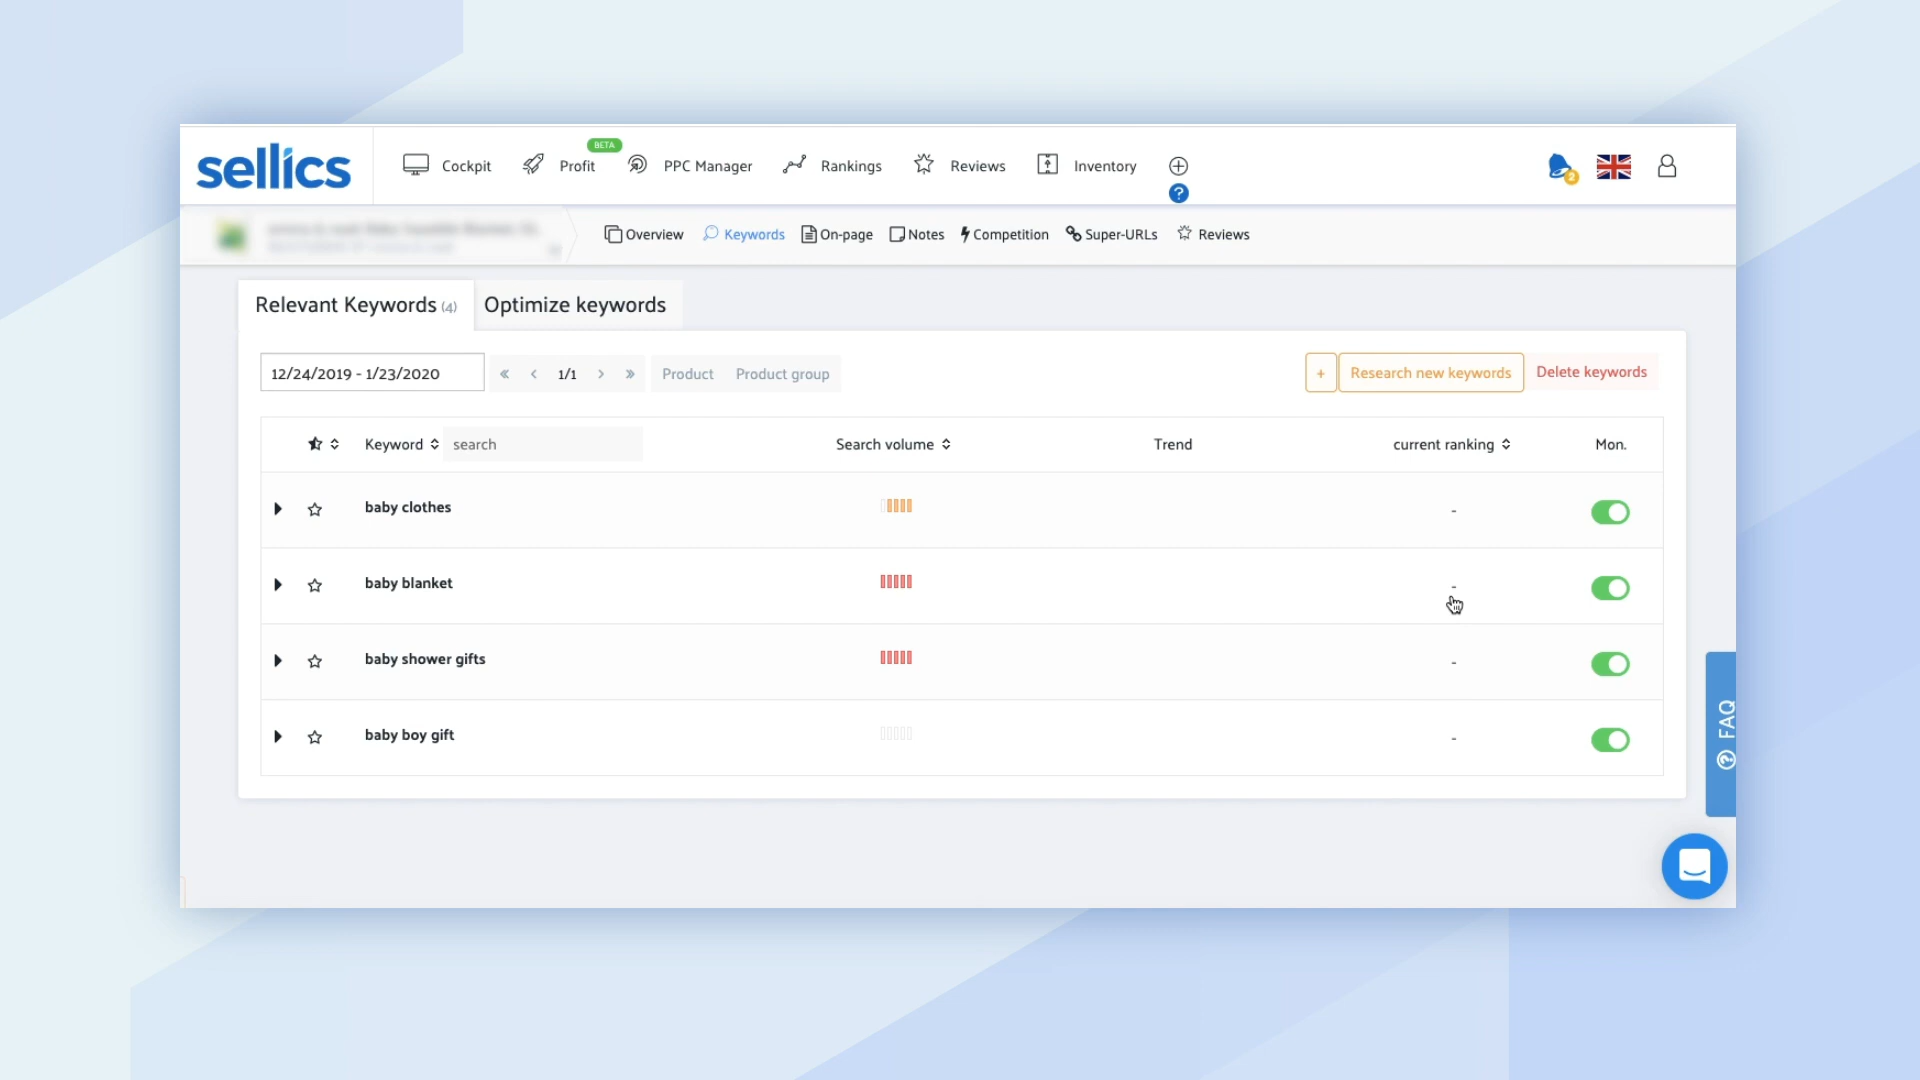 sellics
Cockpit
Profit
BETA
PPC Manager
Rankings
Reviews
Inventory
?
2
Overview
Keywords
On-page
Notes
Competition
Super-URLs
Reviews
Relevant Keywords (4)
Optimize keywords
12/24/2019 - 1/23/2020
« ‹ 1/1 › »
Product
Product group
+
Research new keywords
Delete keywords
Keyword
search
Search volume
Trend
current ranking
Mon.
baby clothes
-
baby blanket
-
baby shower gifts
-
baby boy gift
-
? FAQ